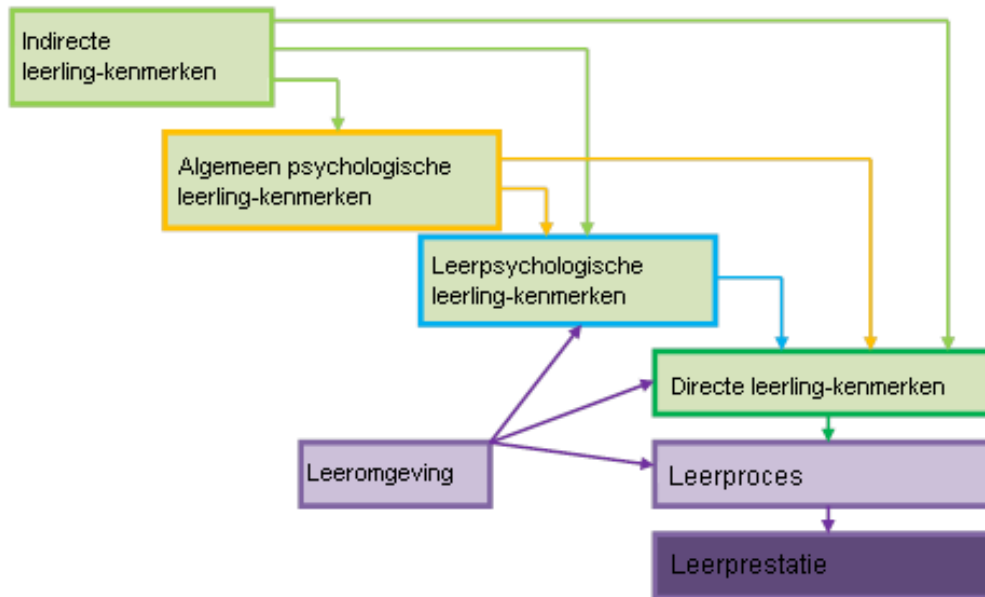 Indirecte
leerling-kenmerken
Algemeen psychologische
leerling-kenmerken
Leerpsychologische
leerling-kenmerken
Directe leerling-kenmerken
Leeromgeving
Leerproces
Leerprestatie